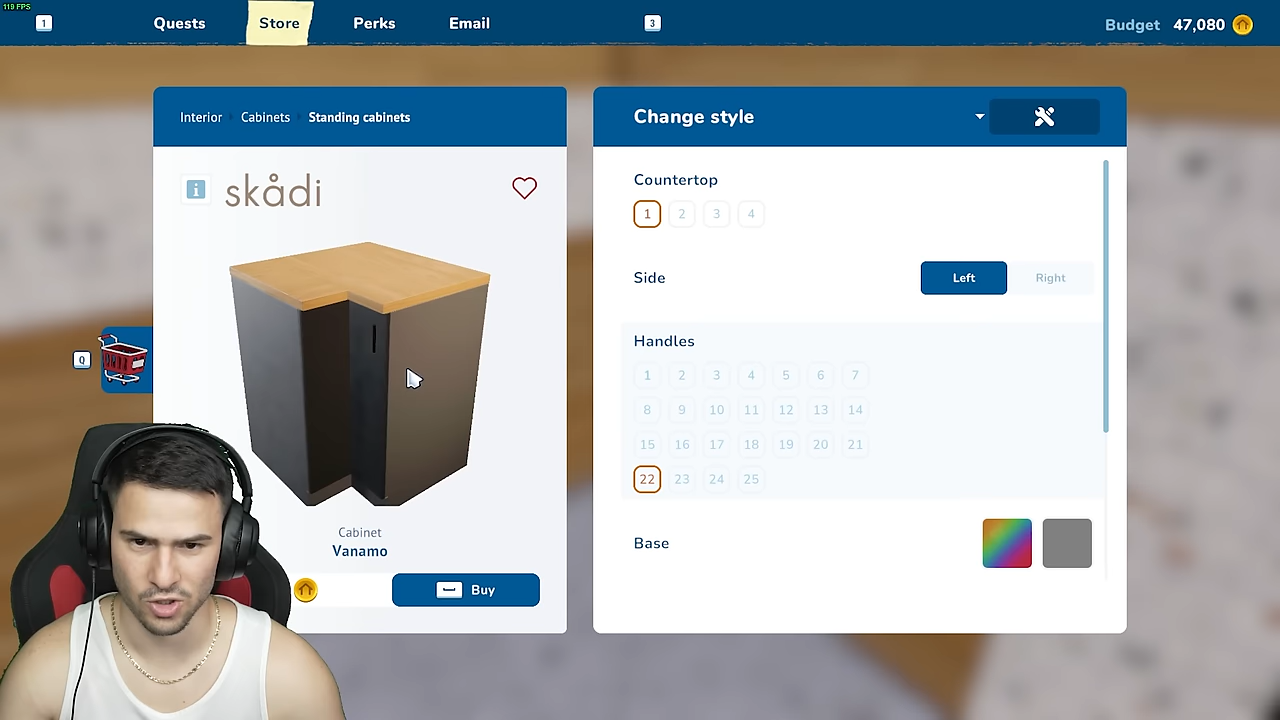 119 FPS
1 Quests Store Perks Email 3 Budget 47,080
Interior Cabinets Standing cabinets
i skådi
Q
Cabinet
Vanamo
Buy
Change style
Countertop
1 2 3 4
Side Left Right
Handles
1 2 3 4 5 6 7
8 9 10 11 12 13 14
15 16 17 18 19 20 21
22 23 24 25
Base